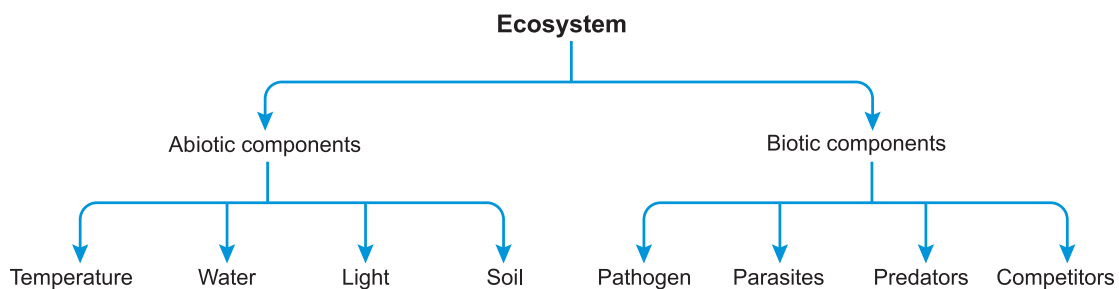 Ecosystem
Abiotic components
Biotic components
Temperature
Water
Light
Soil
Pathogen
Parasites
Predators
Competitors